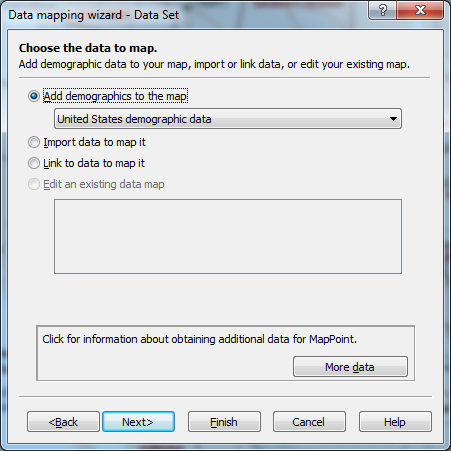 Data mapping wizard - Data Set
Choose the data to map.
Add demographic data to your map, import or link data, or edit your existing map.
Add demographics to the map
United States demographic data
Import data to map it
Link to data to map it
Edit an existing data map
Click for information about obtaining additional data for MapPoint.
More data
<Back
Next>
Finish
Cancel
Help